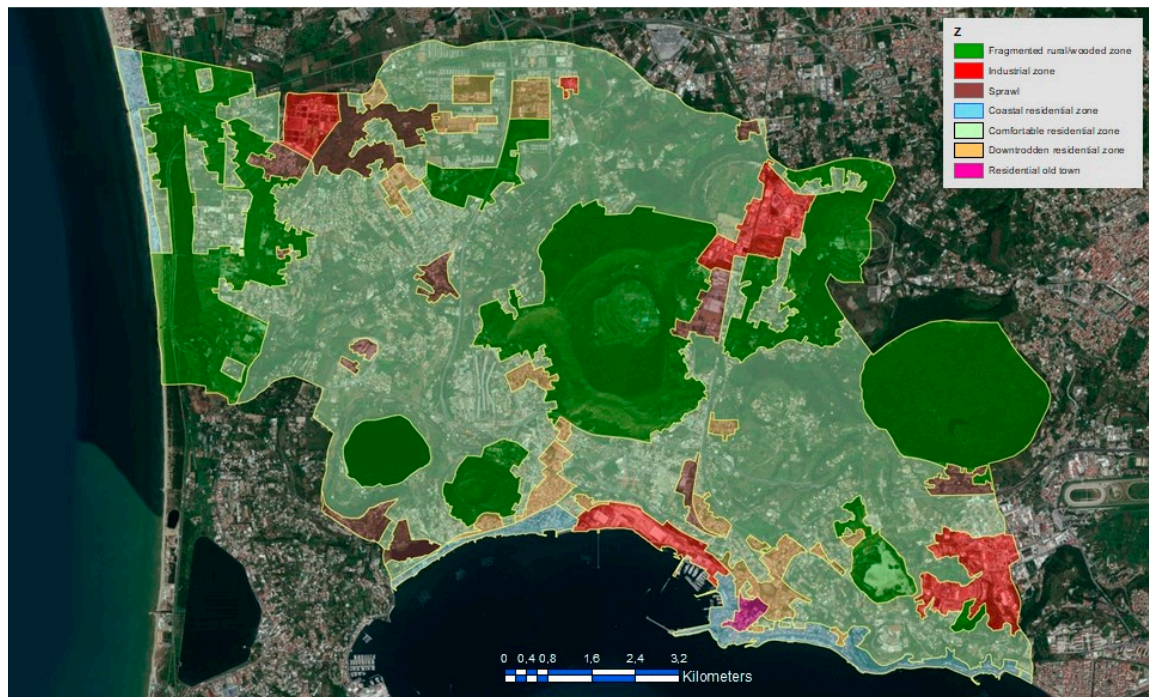 Z
Fragmented rural/wooded zone
Industrial zone
Sprawl
Coastal residential zone
Comfortable residential zone
Downtrodden residential zone
Residential old town
0 0,4 0,8 1,6 2,4 3,2
Kilometers